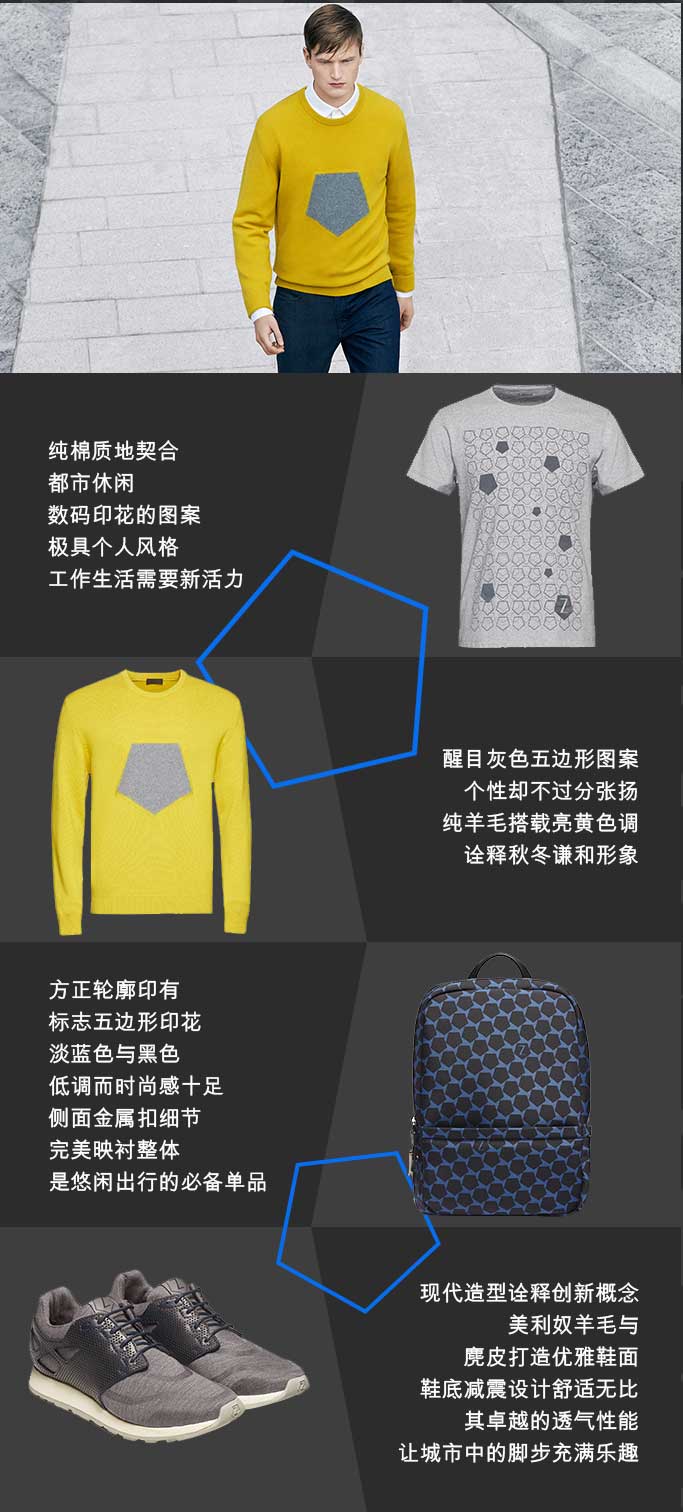 纯棉质地契合
都市休闲
数码印花的图案
极具个人风格
工作生活需要新活力
Z
醒目灰色五边形图案
个性却不过分张扬
纯羊毛搭载亮黄色调
诠释秋冬谦和形象
方正轮廓印有
标志五边形印花
淡蓝色与黑色
低调而时尚感十足
侧面金属扣细节
完美映衬整体
是悠闲出行的必备单品
Z
现代造型诠释创新概念
美利奴羊毛与
麂皮打造优雅鞋面
鞋底减震设计舒适无比
其卓越的透气性能
让城市中的脚步充满乐趣